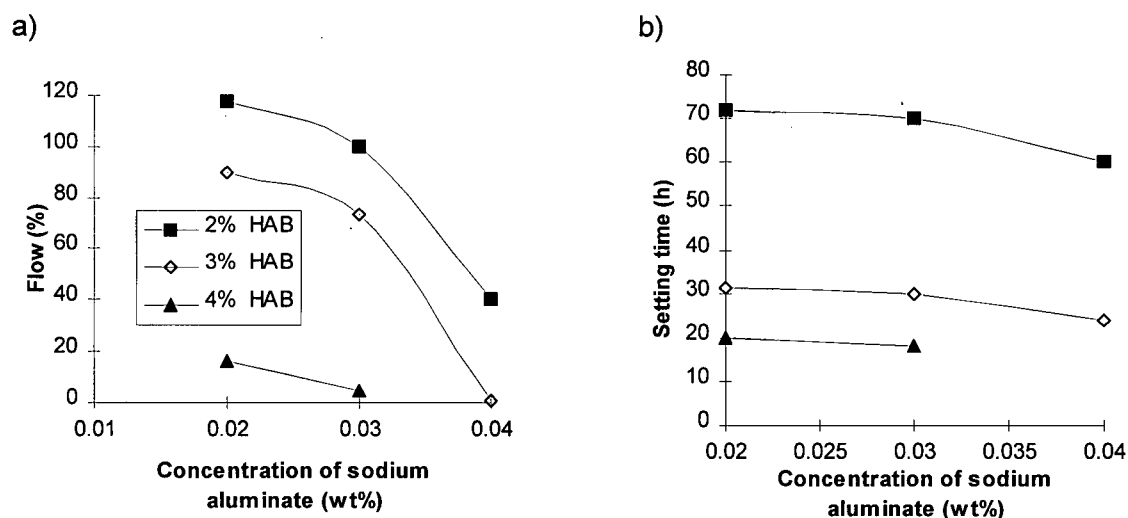 a)
120
100
80
60
40
20
0
Flow (%)
2% HAB
3% HAB
4% HAB
0.01 0.02 0.03 0.04
Concentration of sodium
aluminate (wt%)
b)
80
70
60
50
40
30
20
10
0
Setting time (h)
0.02 0.025 0.03 0.035 0.04
Concentration of sodium
aluminate (wt%)